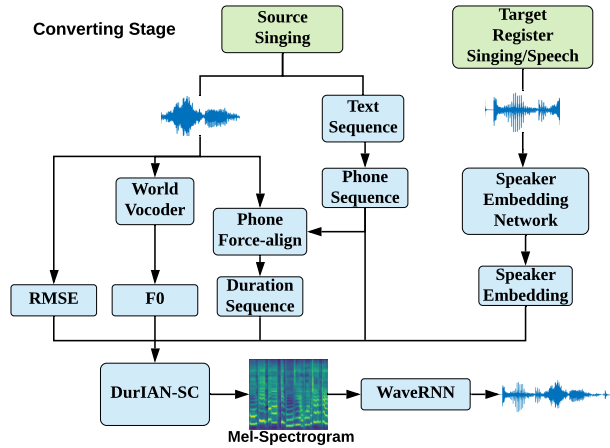 Converting Stage
Source
Singing
Target
Register
Singing/Speech
Text
Sequence
World
Vocoder
Phone
Sequence
Speaker
Embedding
Network
Phone
Force-align
RMSE
F0
Duration
Sequence
Speaker
Embedding
DurIAN-SC
WaveRNN
Mel-Spectrogram